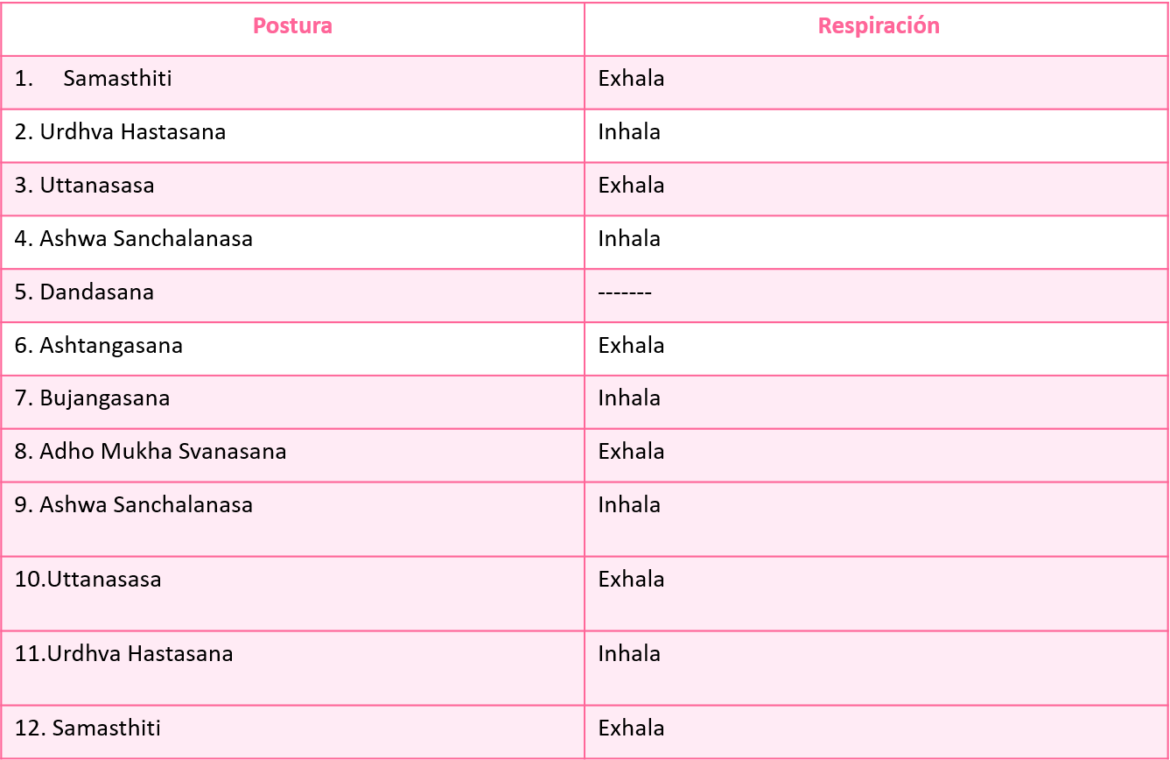 Postura Respiración
1. Samasthiti Exhala
2. Urdhva Hastasana Inhala
3. Uttanasasa Exhala
4. Ashwa Sanchalanasa Inhala
5. Dandasana -------
6. Ashtangasana Exhala
7. Bujangasana Inhala
8. Adho Mukha Svanasana Exhala
9. Ashwa Sanchalanasa Inhala
10.Uttanasasa Exhala
11.Urdhva Hastasana Inhala
12. Samasthiti Exhala